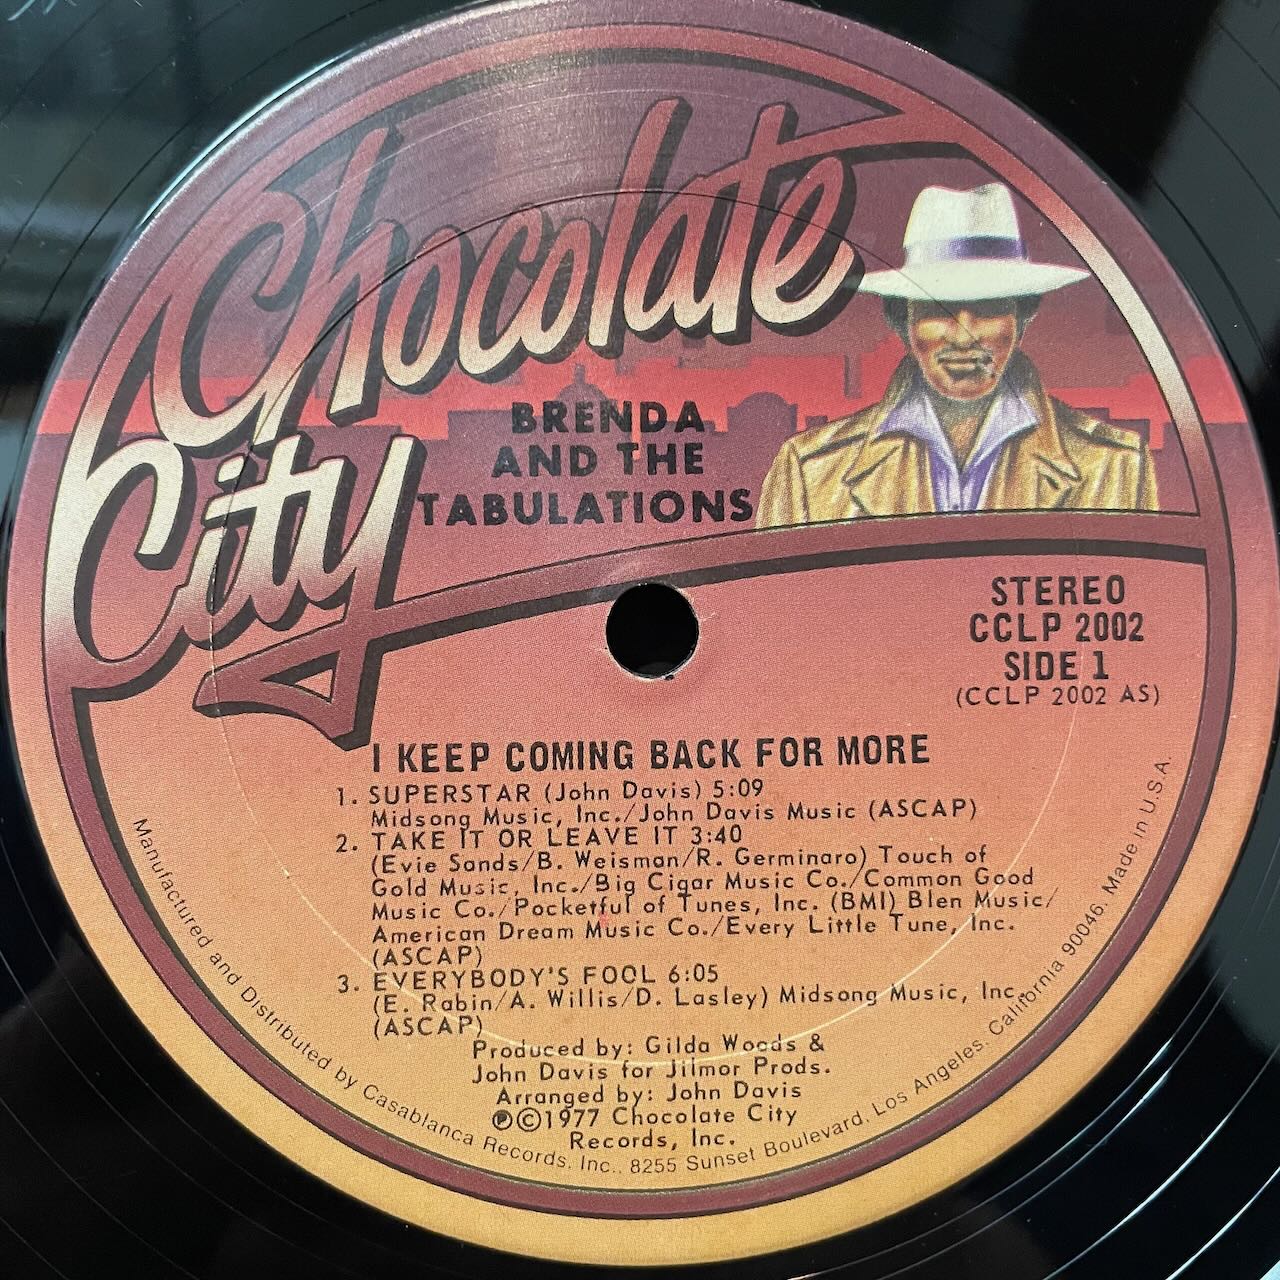 Chocolate
City
BRENDA
AND THE
TABULATIONS
STEREO
CCLP 2002
SIDE 1
(CCLP 2002 AS)
I KEEP COMING BACK FOR MORE
1. SUPERSTAR (John Davis) 5:09
Midsong Music, Inc./John Davis Music (ASCAP)
2. TAKE IT OR LEAVE IT 3:40
(Evie Sands/B. Weisman/R. Germinaro) Touch of
Gold Music, Inc./Big Cigar Music Co./Common Good
Music Co./Pocketful of Tunes, Inc. (BMI) Blen Music/
American Dream Music Co./Every Little Tune, Inc.
(ASCAP)
3. EVERYBODY'S FOOL 6:05
(E. Rabin/A. Willis/D. Lasley) Midsong Music, Inc.
(ASCAP)
Produced by: Gilda Woods &
John Davis for Jilmor Prods.
Arranged by: John Davis
℗©1977 Chocolate City
Records, Inc.
Manufactured and Distributed by Casablanca Records, Inc., 8255 Sunset Boulevard, Los Angeles, California 90046. Made in U.S.A.